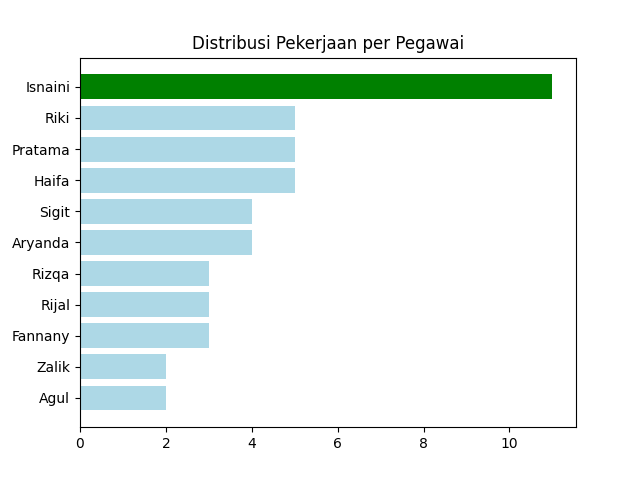 Distribusi Pekerjaan per Pegawai
Isnaini
Riki
Pratama
Haifa
Sigit
Aryanda
Rizqa
Rijal
Fannany
Zalik
Agul
0 2 4 6 8 10